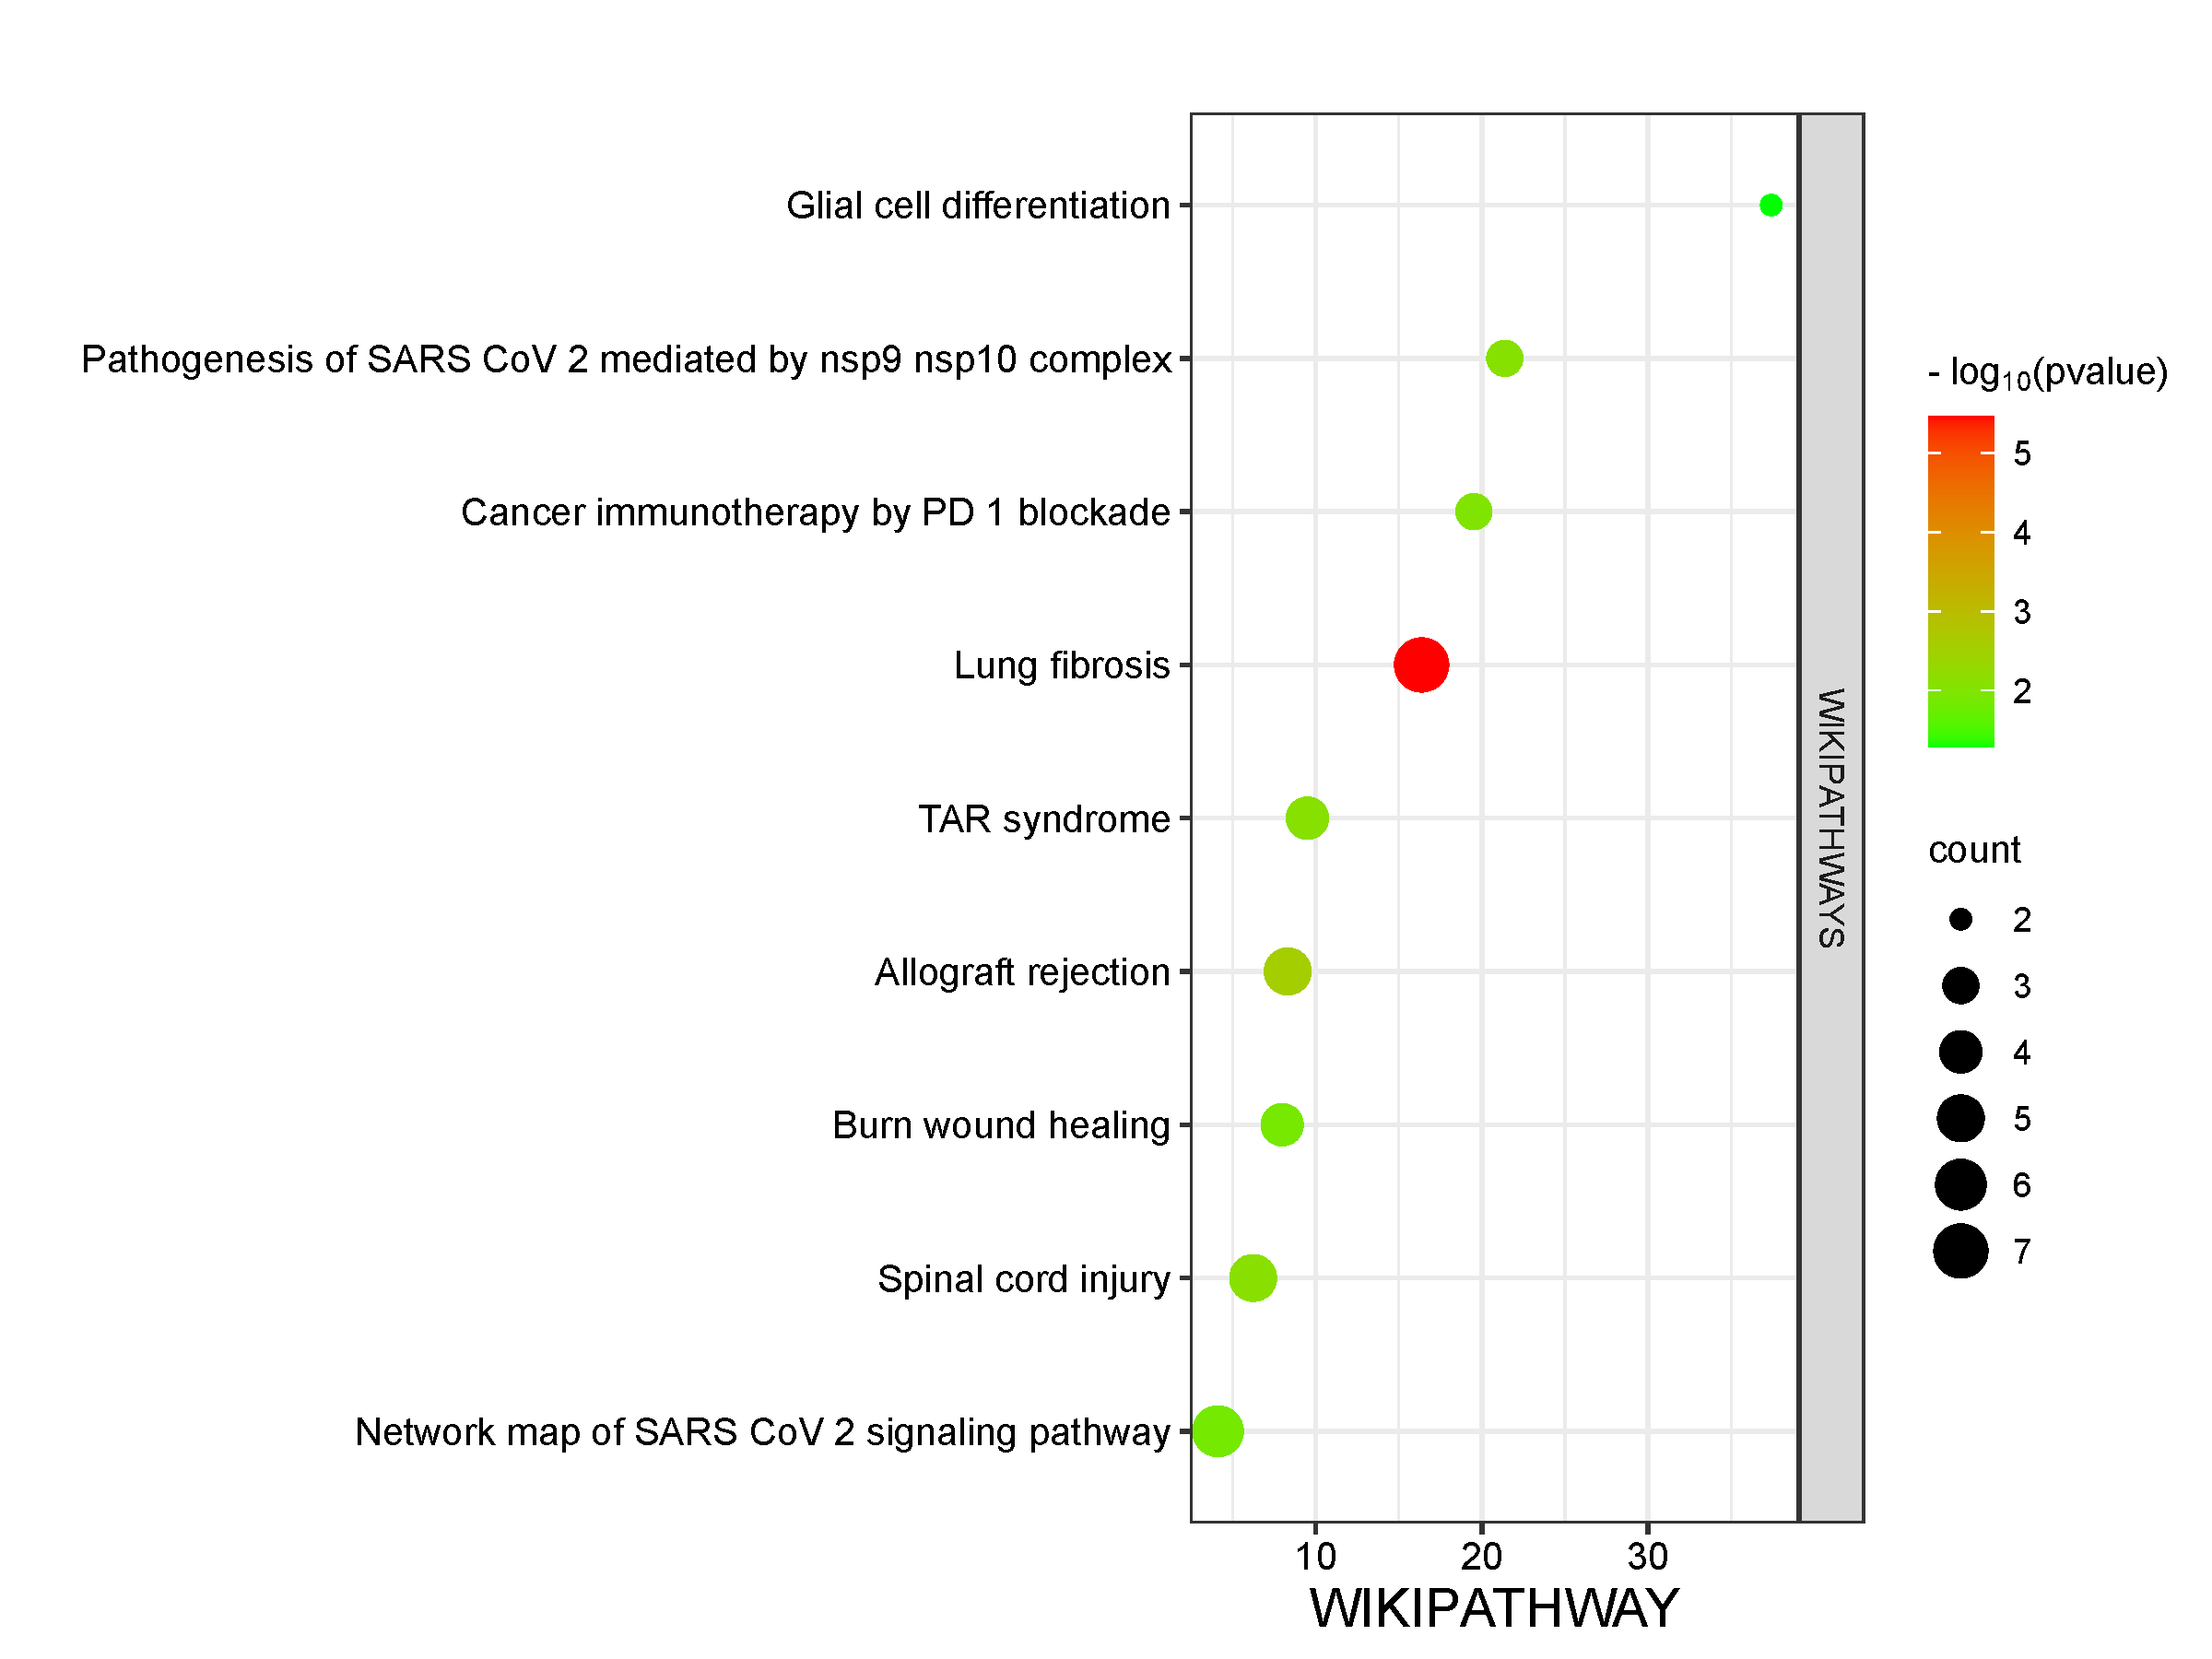 Glial cell differentiation
Pathogenesis of SARS CoV 2 mediated by nsp9 nsp10 complex
Cancer immunotherapy by PD 1 blockade
Lung fibrosis
TAR syndrome
Allograft rejection
Burn wound healing
Spinal cord injury
Network map of SARS CoV 2 signaling pathway
10 20 30
WIKIPATHWAY
WIKIPATHWAYS
- log₁₀(pvalue)
5
4
3
2
count
2
3
4
5
6
7